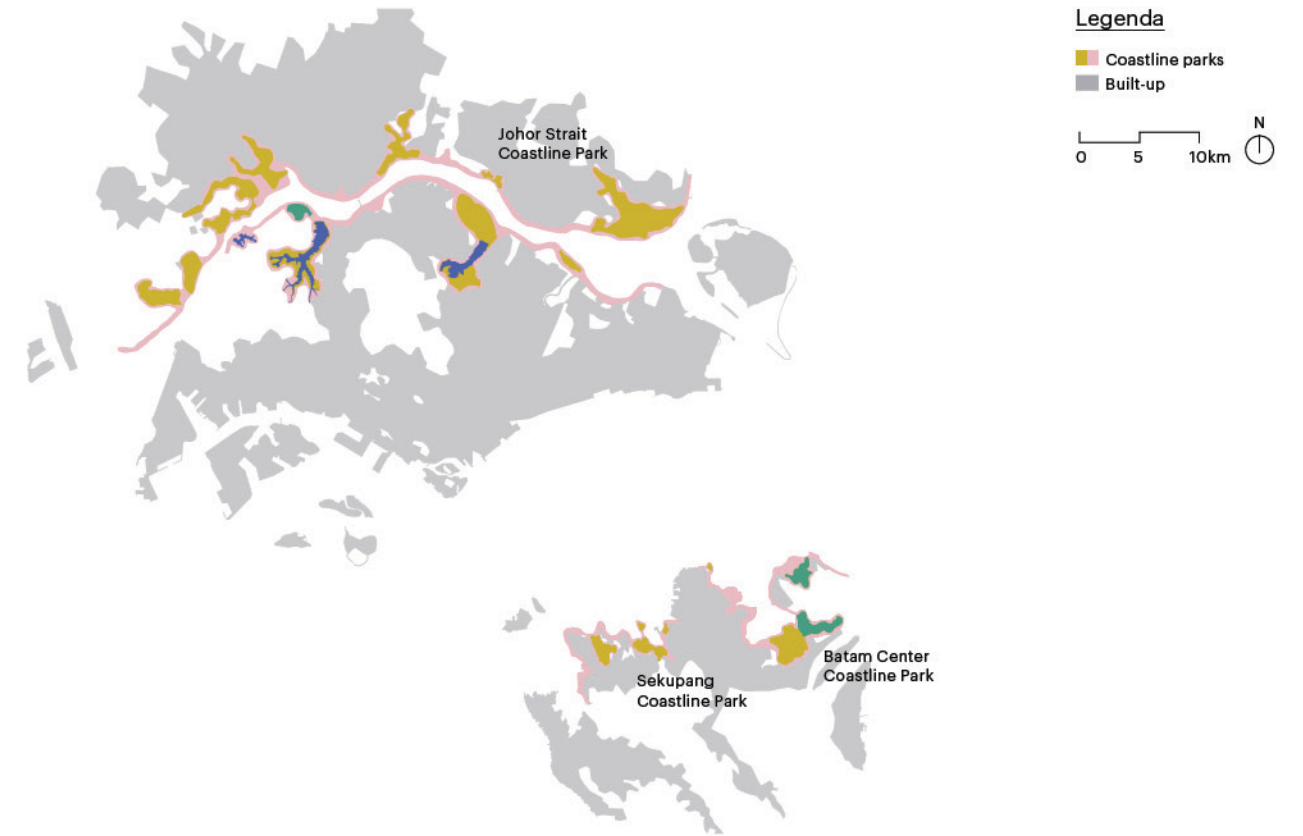 Legenda
Coastline parks
Built-up
N
0 5 10km
Johor Strait
Coastline Park
Batam Center
Coastline Park
Sekupang
Coastline Park